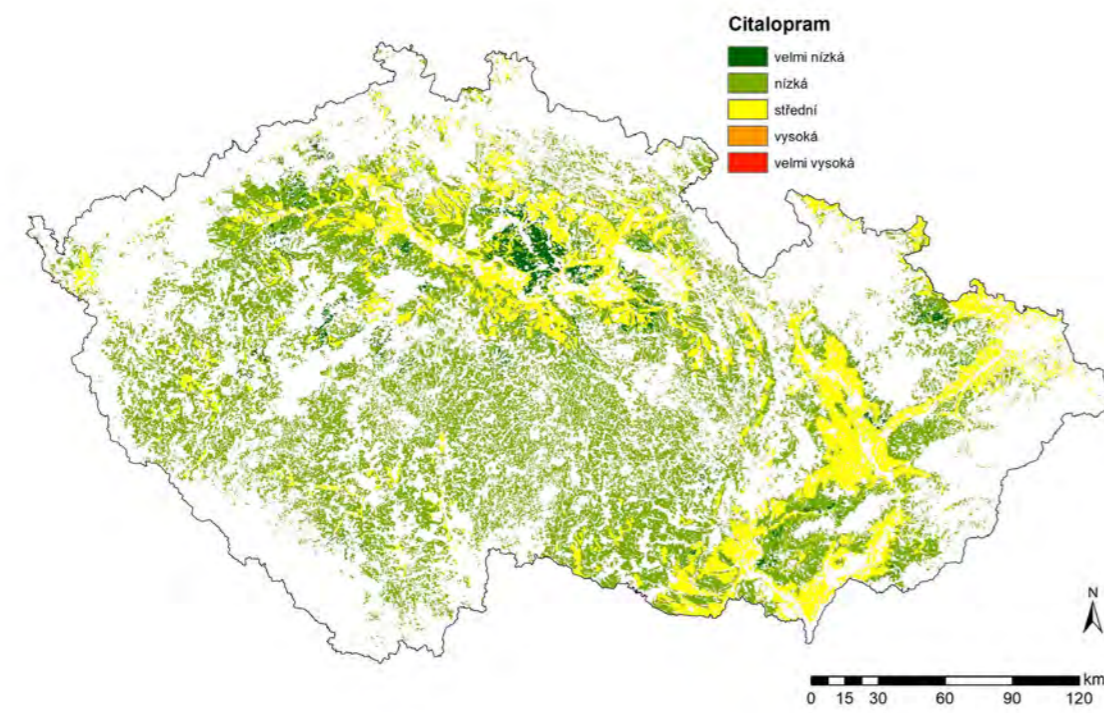 Citalopram
velmi nízká
nízká
střední
vysoká
velmi vysoká
N
km
0 15 30 60 90 120